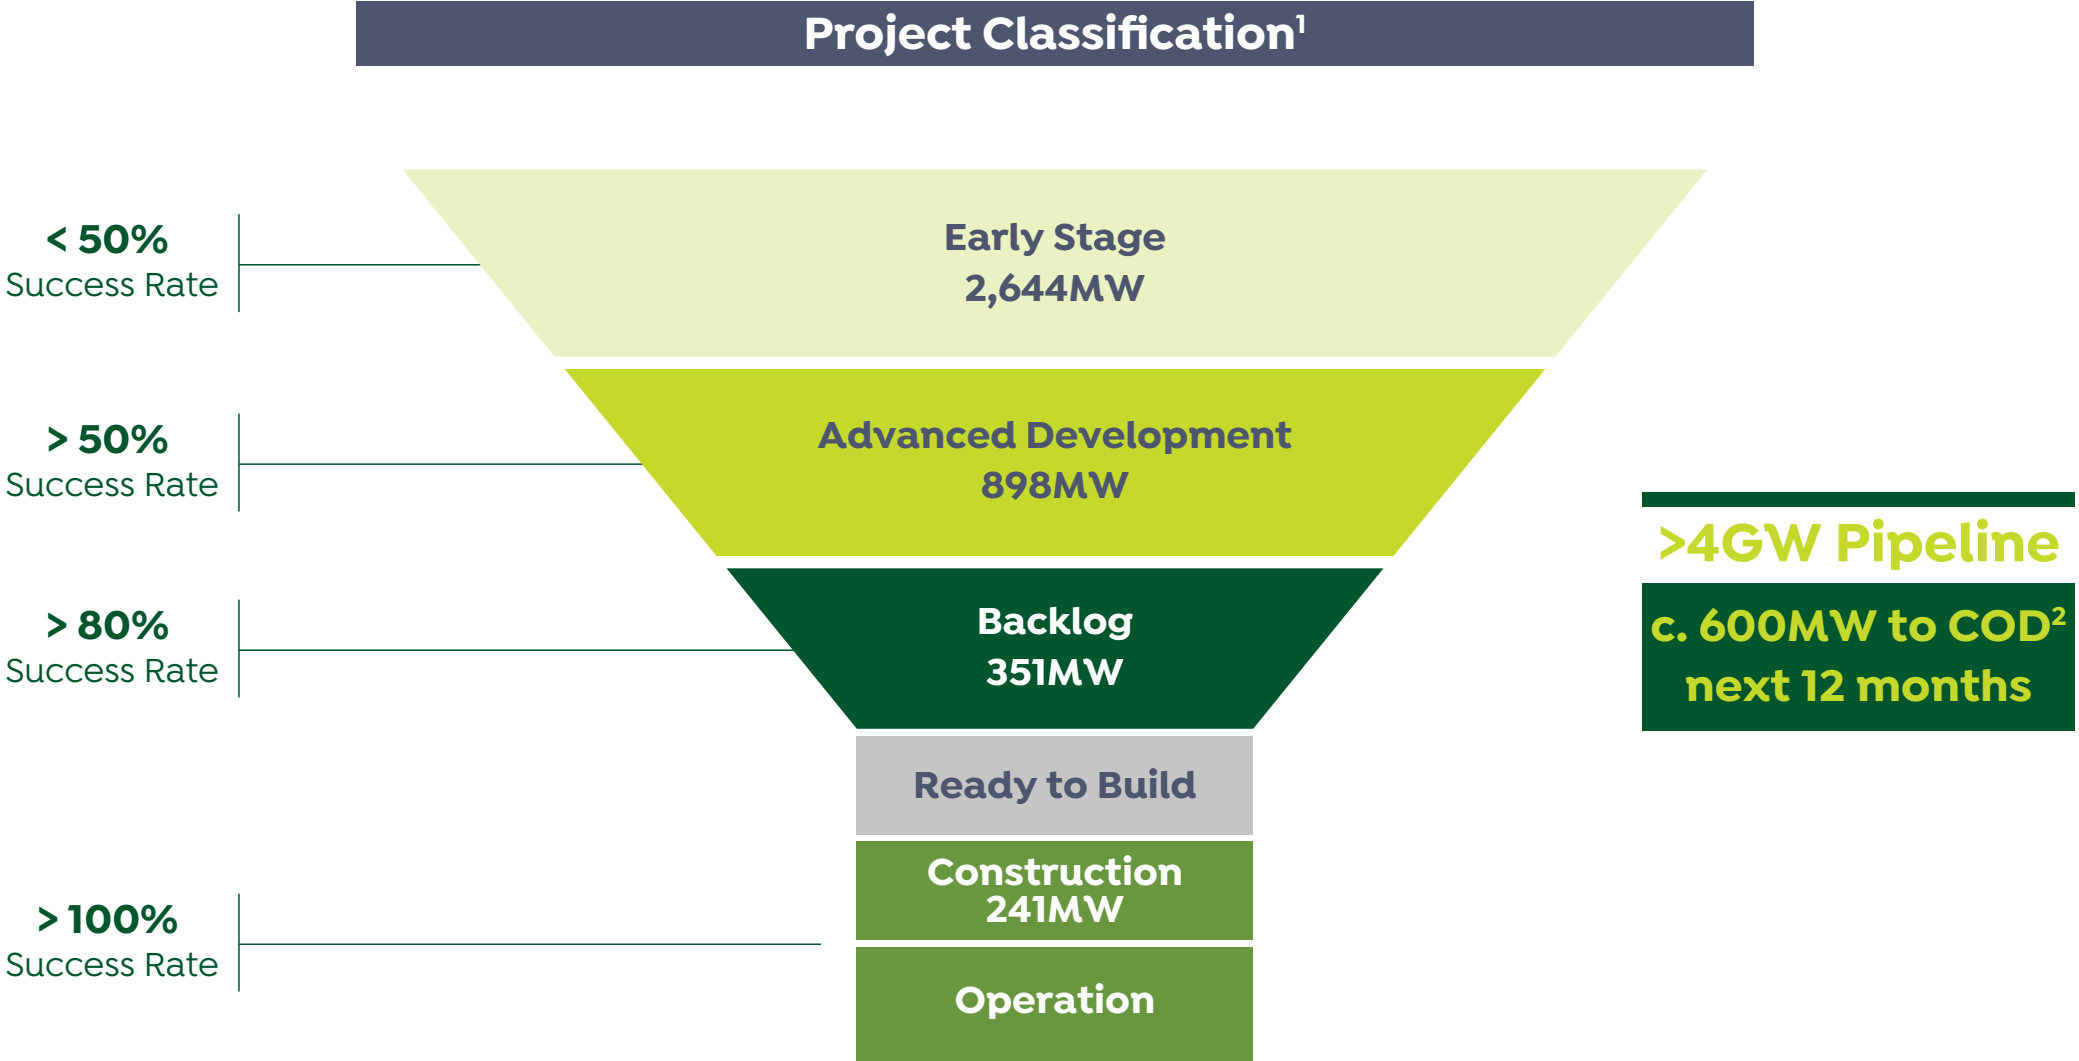 Project Classification¹
< 50%
Success Rate
Early Stage
2,644MW
> 50%
Success Rate
Advanced Development
898MW
> 80%
Success Rate
Backlog
351MW
Ready to Build
> 100%
Success Rate
Construction
241MW
Operation
>4GW Pipeline
c. 600MW to COD²
next 12 months